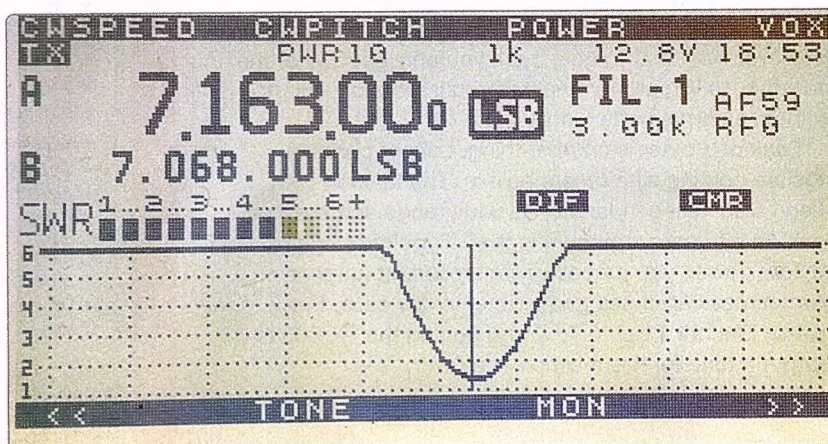 CWSPEED CWPITCH POWER VOX
TX PWR10 1k 12.8V 18:53
A 7.163.000 LSB FIL-1 AF59
3.00k RF0
B 7.068.000 LSB
DIF CMR
SWR 1...2...3...4...5...6+
6
5
4
3
2
1
<< TONE MON >>